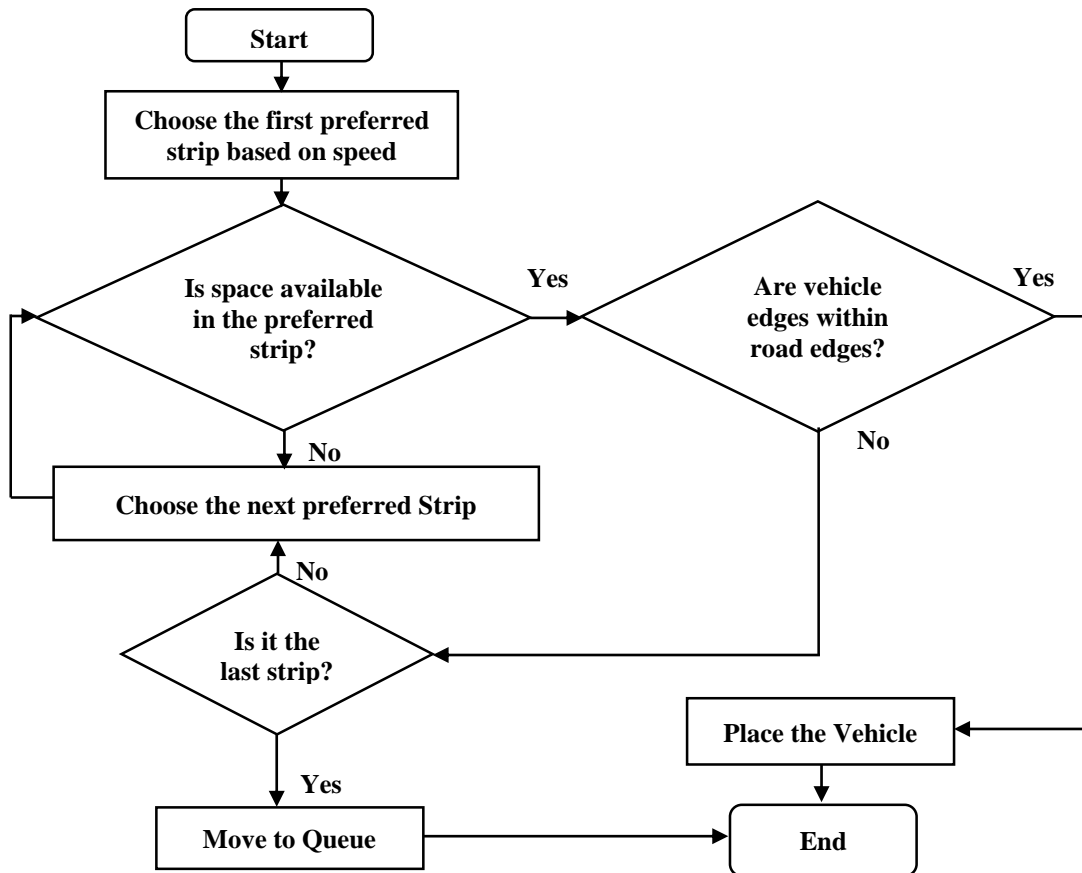 Start
Choose the first preferred
strip based on speed
Is space available
in the preferred
strip?
Yes
Are vehicle
edges within
road edges?
Yes
No
No
Choose the next preferred Strip
No
Is it the
last strip?
Yes
Place the Vehicle
Move to Queue
End